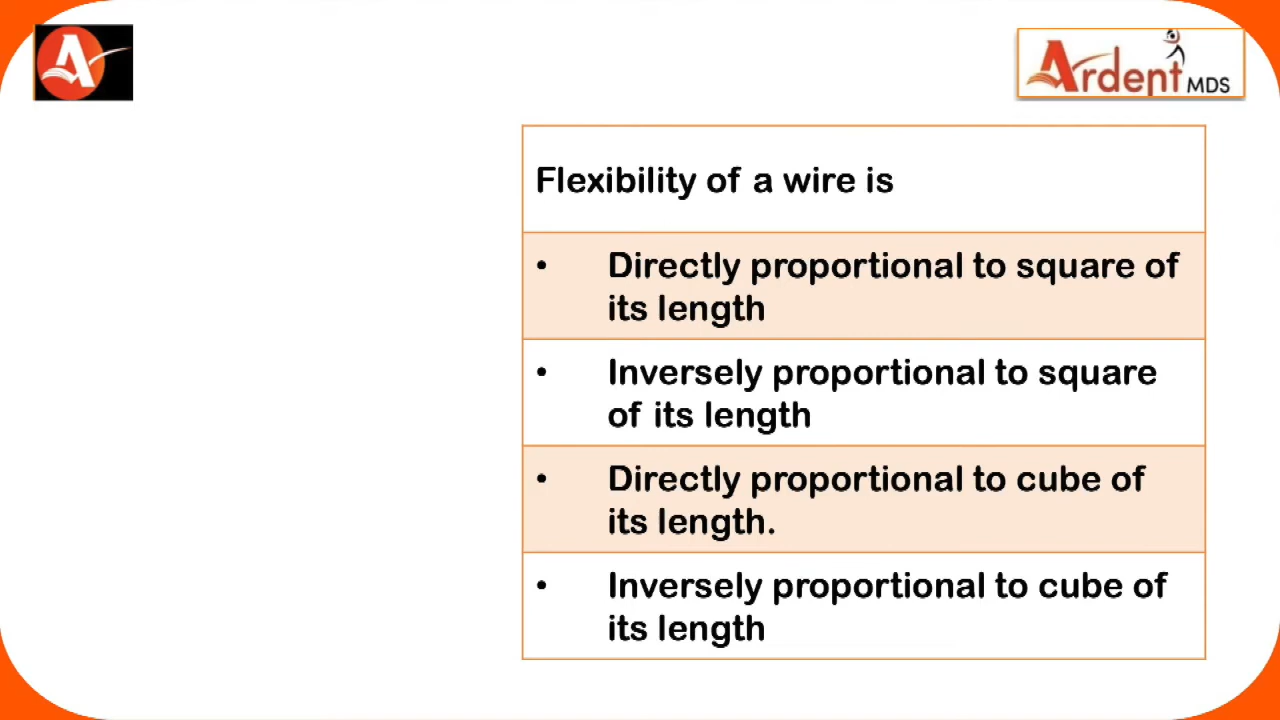 A
Ardent MDS
Flexibility of a wire is
• Directly proportional to square of
its length
• Inversely proportional to square
of its length
• Directly proportional to cube of
its length.
• Inversely proportional to cube of
its length